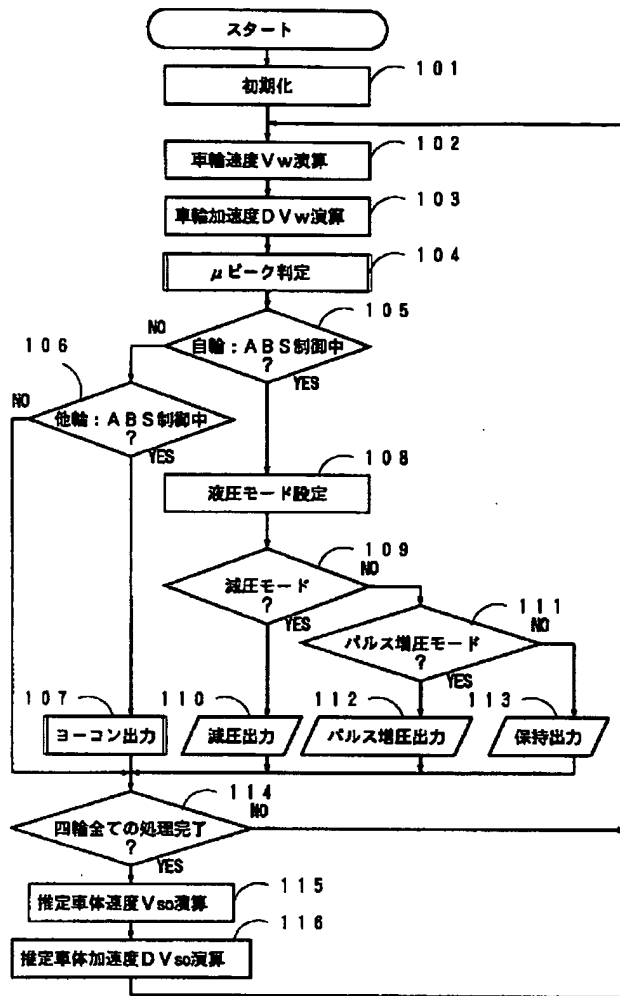 スタート
初期化
101
車輪速度Vw演算
102
車輪加速度DVw演算
103
μピーク判定
104
自輪:ABS制御中
?
105
NO
YES
106
他輪:ABS制御中
?
NO
YES
液圧モード設定
108
減圧モード
?
109
NO
YES
パルス増圧モード
?
111
NO
YES
107
ヨーコン出力
110
減圧出力
112
パルス増圧出力
113
保持出力
四輪全ての処理完了
?
114
NO
YES
推定車体速度Vso演算
115
推定車体加速度DVso演算
116